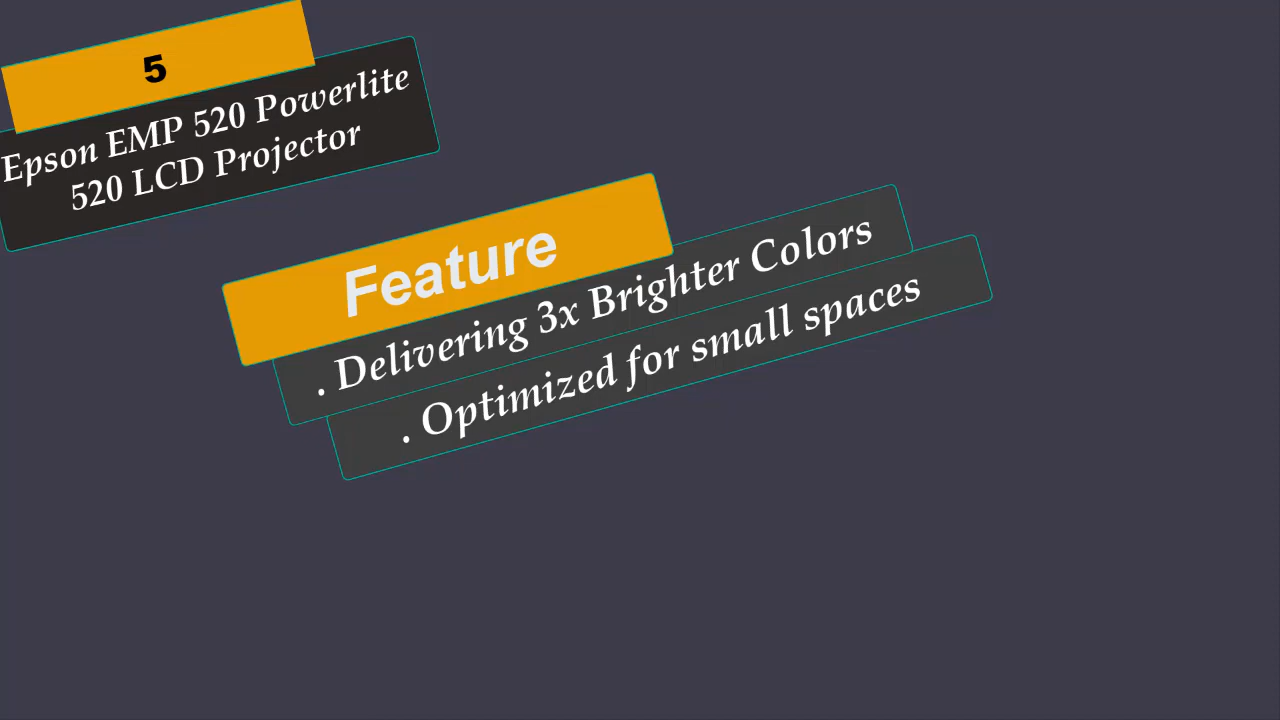 5
Epson EMP 520 Powerlite
520 LCD Projector
Feature
. Delivering 3x Brighter Colors
. Optimized for small spaces